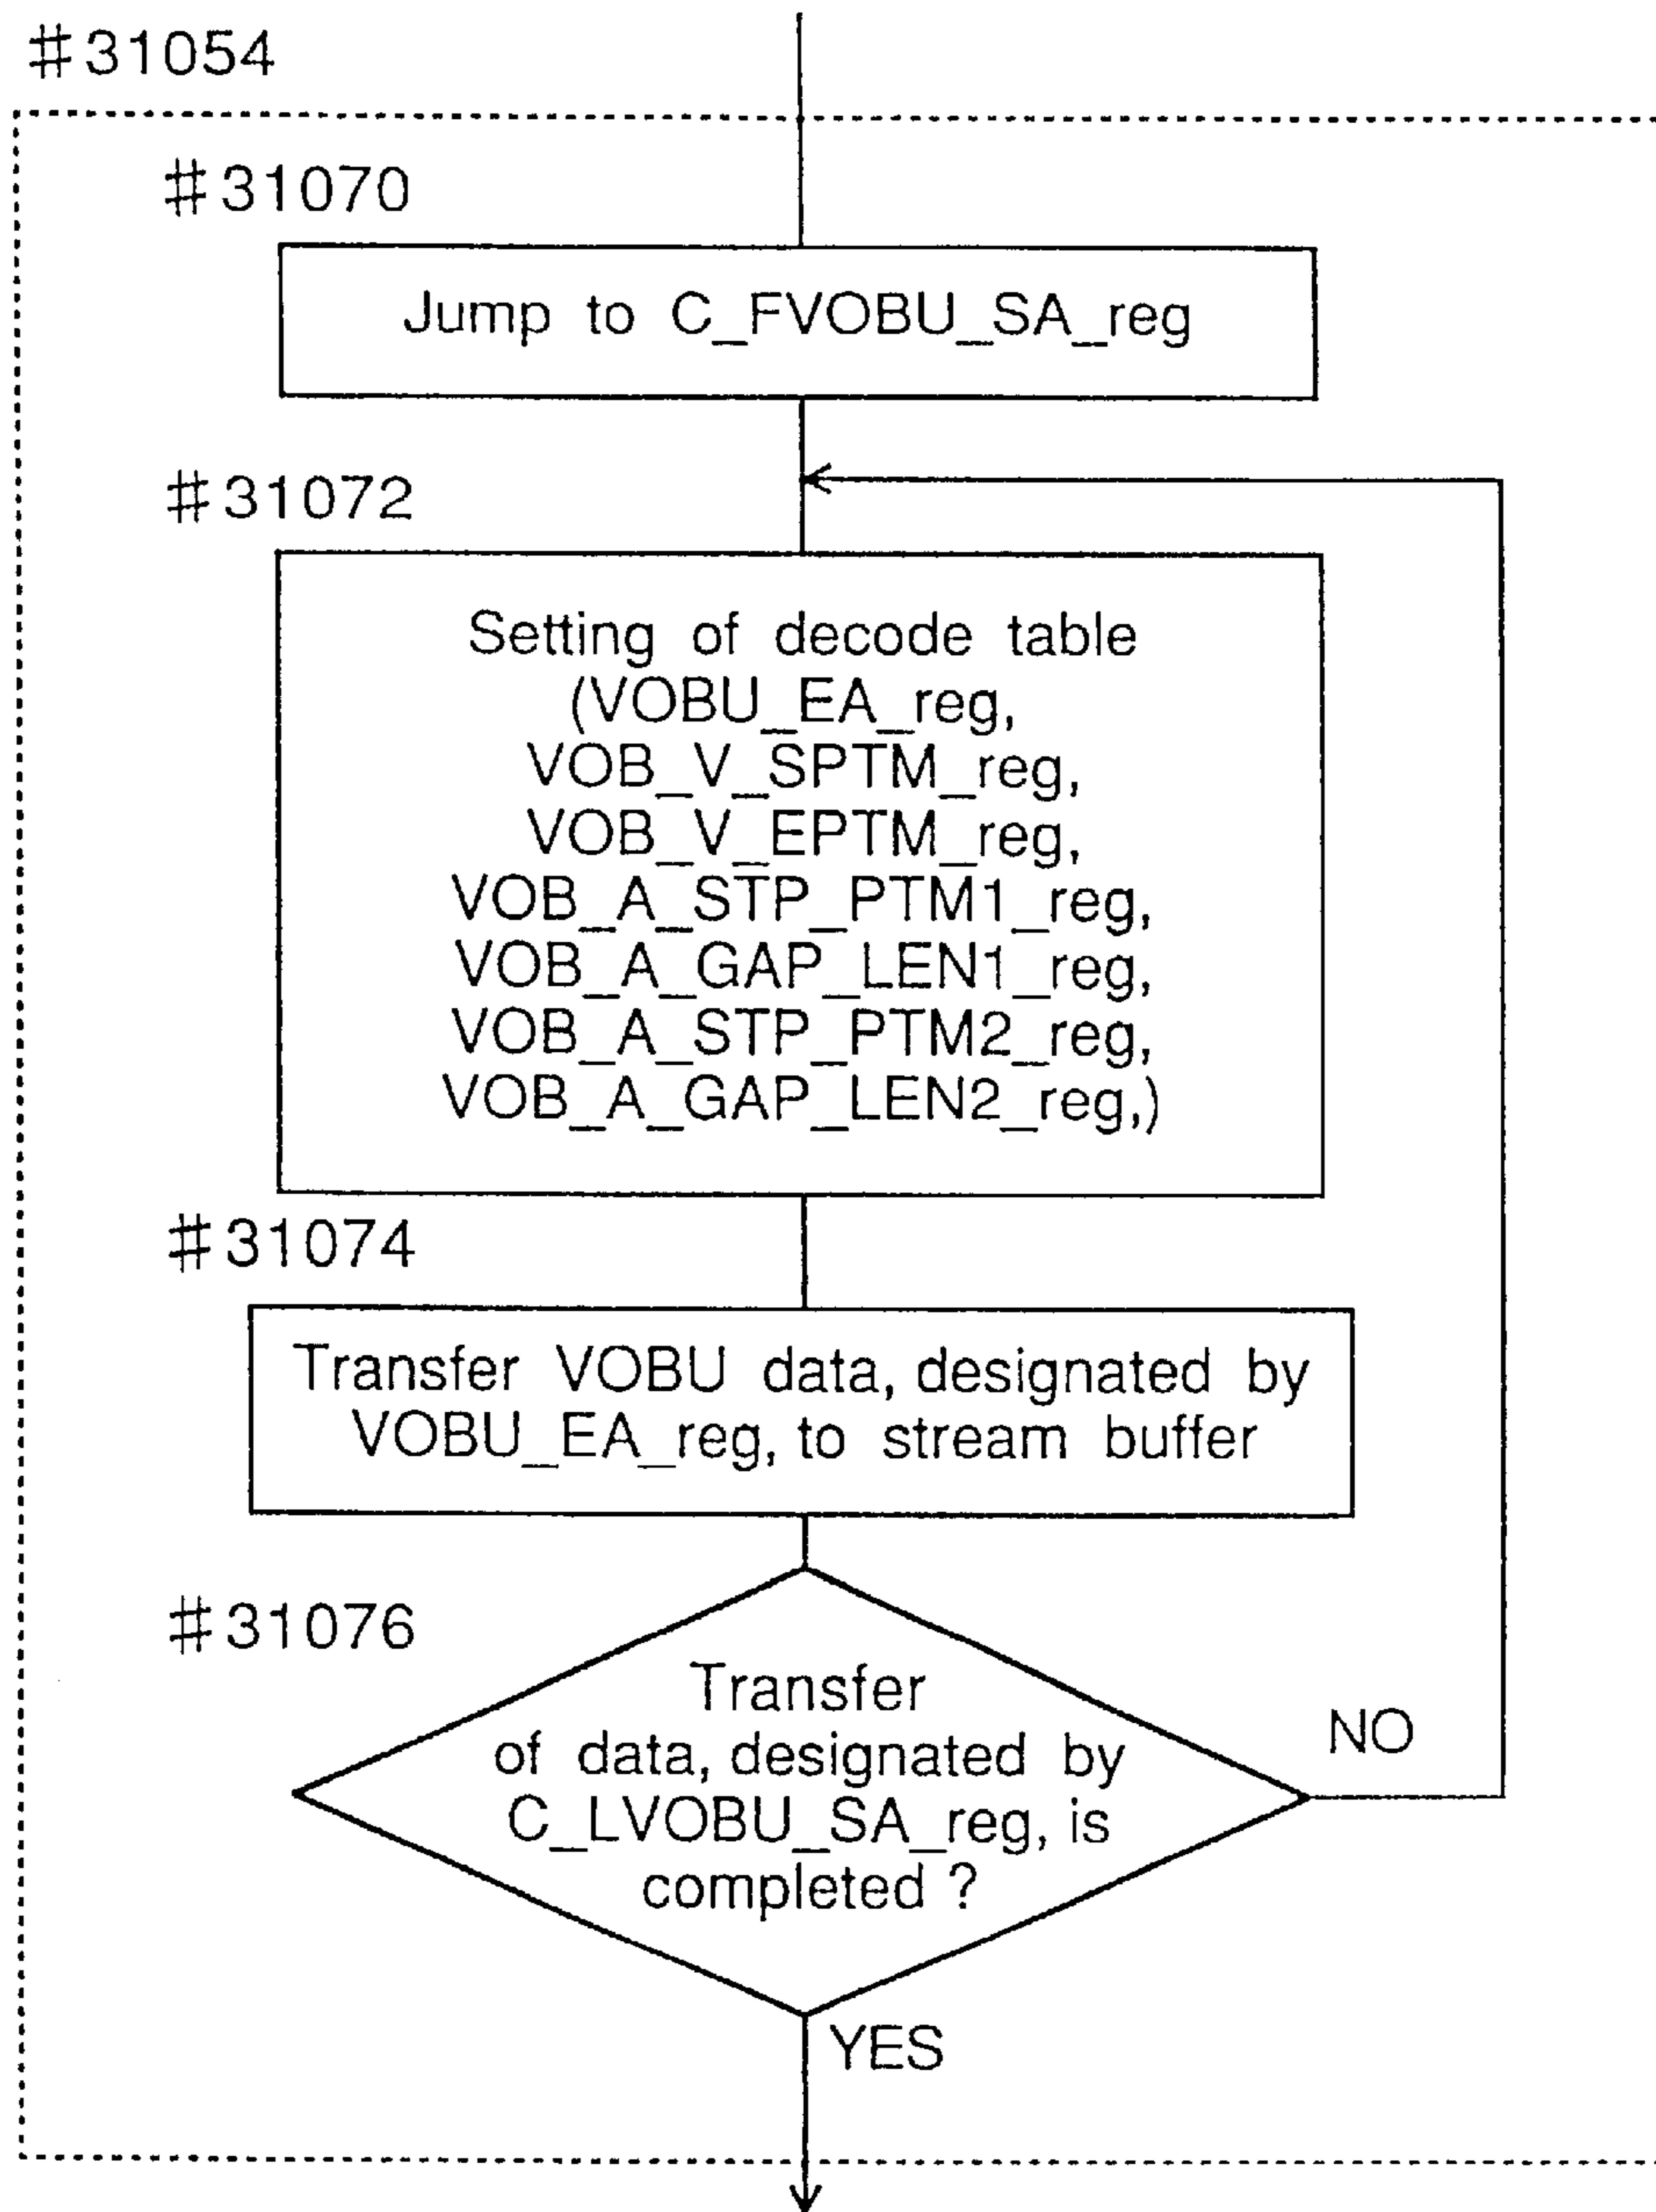 #31054
#31070
Jump to C_FVOBU_SA_reg
#31072
Setting of decode table
(VOBU_EA_reg,
VOB_V_SPTM_reg,
VOB_V_EPTM_reg,
VOB_A_STP_PTM1_reg,
VOB_A_GAP_LEN1_reg,
VOB_A_STP_PTM2_reg,
VOB_A_GAP_LEN2_reg,)
#31074
Transfer VOBU data, designated by
VOBU_EA_reg, to stream buffer
#31076
Transfer
of data, designated by
C_LVOBU_SA_reg, is
completed ?
NO
YES